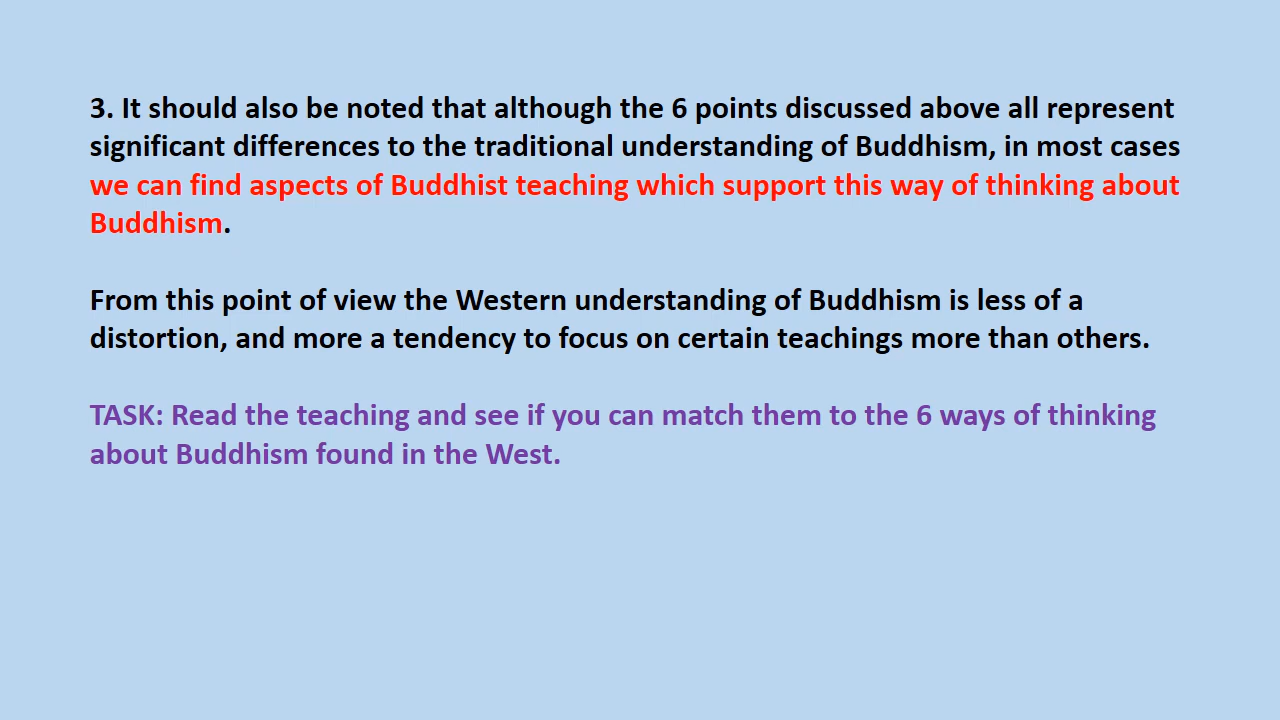 3. It should also be noted that although the 6 points discussed above all represent
significant differences to the traditional understanding of Buddhism, in most cases
we can find aspects of Buddhist teaching which support this way of thinking about
Buddhism.
From this point of view the Western understanding of Buddhism is less of a
distortion, and more a tendency to focus on certain teachings more than others.
TASK: Read the teaching and see if you can match them to the 6 ways of thinking
about Buddhism found in the West.